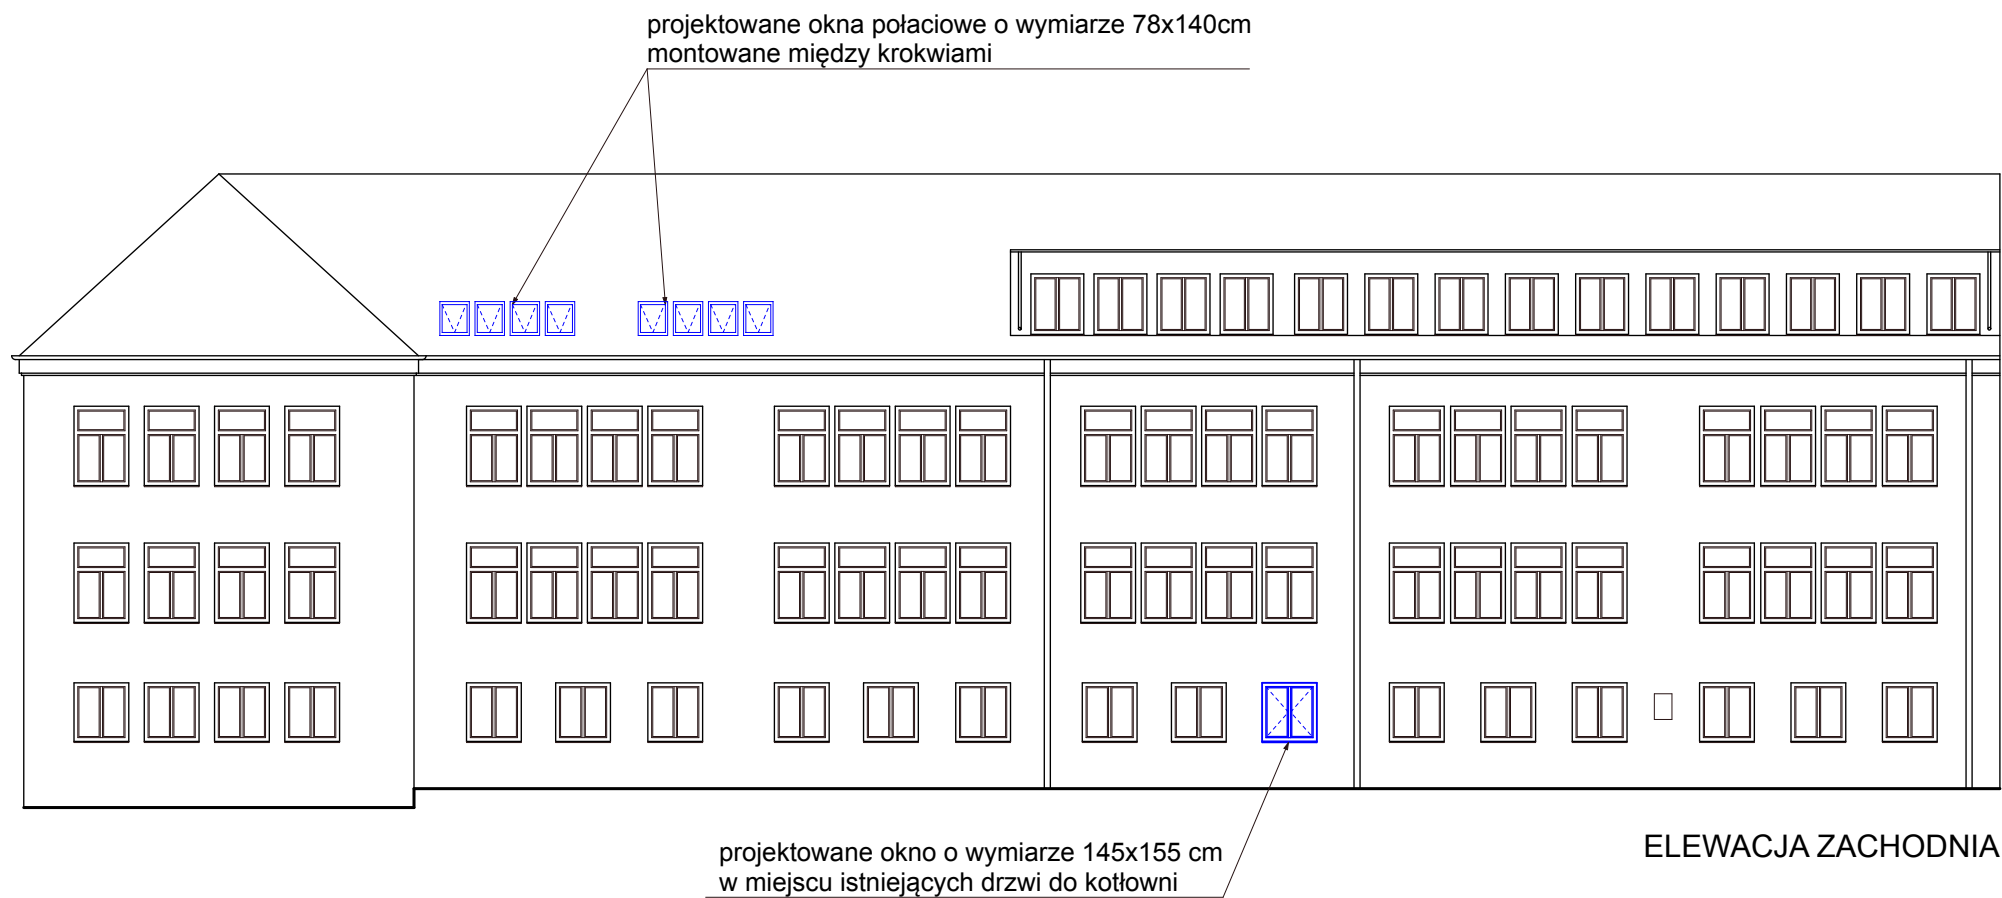 projektowane okna połaciowe o wymiarze 78x140cm
montowane między krokwiami
projektowane okno o wymiarze 145x155 cm
w miejscu istniejących drzwi do kotłowni
ELEWACJA ZACHODNIA